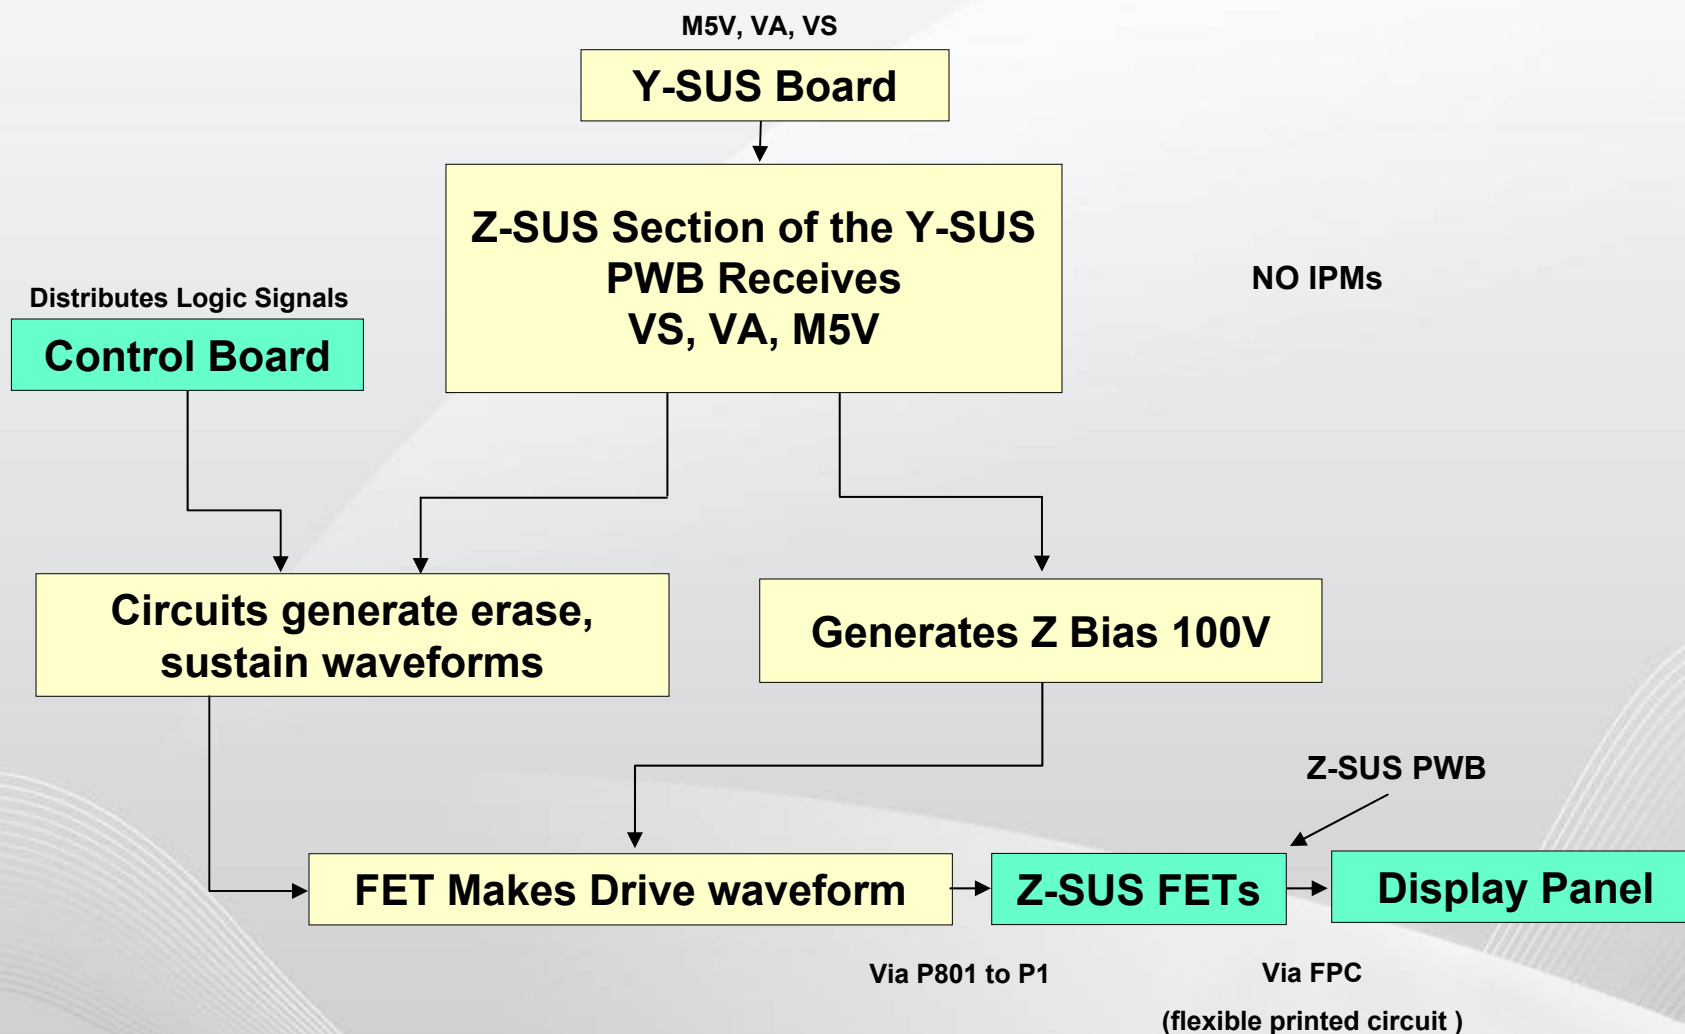 M5V, VA, VS
Y-SUS Board
Z-SUS Section of the Y-SUS
PWB Receives
VS, VA, M5V
NO IPMs
Distributes Logic Signals
Control Board
Circuits generate erase,
sustain waveforms
Generates Z Bias 100V
Z-SUS PWB
FET Makes Drive waveform
Z-SUS FETs
Display Panel
Via P801 to P1
Via FPC
(flexible printed circuit )